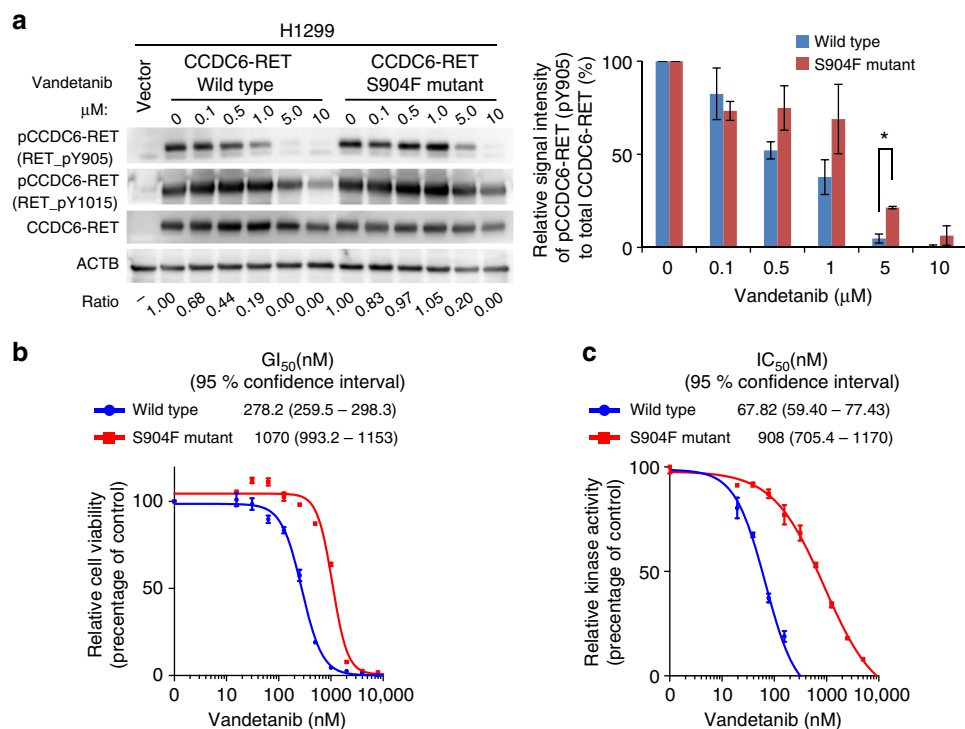 a
H1299
Vandetanib
Vector
CCDC6-RET
Wild type
CCDC6-RET
S904F mutant
μM:
0
0.1
0.5
1.0
5.0
10
0
0.1
0.5
1.0
5.0
10
pCCDC6-RET
(RET_pY905)
pCCDC6-RET
(RET_pY1015)
CCDC6-RET
ACTB
Ratio
–
1.00
0.68
0.44
0.19
0.00
0.00
1.00
0.83
0.97
1.05
0.20
0.00
Wild type
S904F mutant
Relative signal intensity
of pCCDC6-RET (pY905)
to total CCDC6-RET (%)
100
50
0
*
0 0.1 0.5 1 5 10
Vandetanib (μM)
b
GI50(nM)
(95 % confidence interval)
Wild type 278.2 (259.5 – 298.3)
S904F mutant 1070 (993.2 – 1153)
Relative cell viability
(precentage of control)
100
50
0
0 10 100 1000 10,000
Vandetanib (nM)
c
IC50(nM)
(95 % confidence interval)
Wild type 67.82 (59.40 – 77.43)
S904F mutant 908 (705.4 – 1170)
Relative kinase activity
(precentage of control)
100
50
0
0 10 100 1000 10,000
Vandetanib (nM)